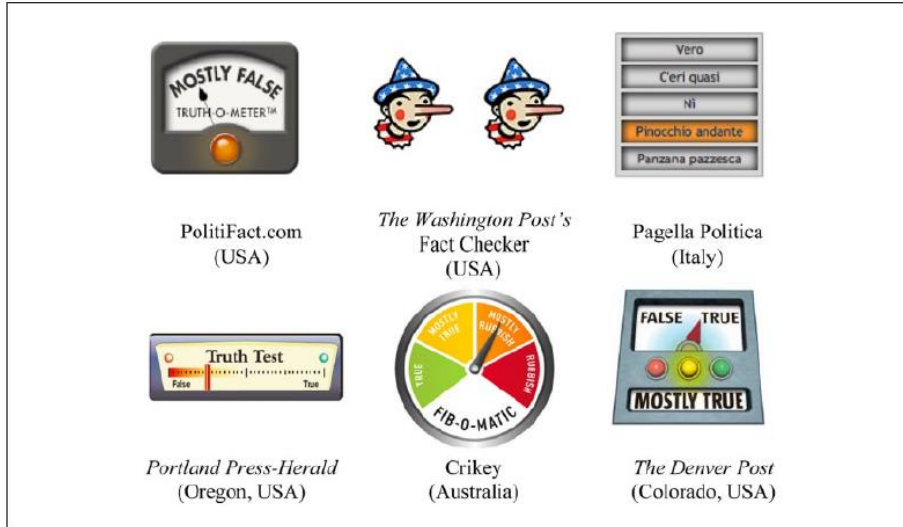 MOSTLY FALSE
TRUTH-O-METER™
PolitiFact.com
(USA)
The Washington Post's
Fact Checker
(USA)
Vero
C'eri quasi
Nì
Pinocchio andante
Panzana pazzesca
Pagella Politica
(Italy)
Truth Test
False True
Portland Press-Herald
(Oregon, USA)
TRUE
MOSTLY TRUE
MOSTLY RUBBISH
RUBBISH
FIB-O-MATIC
Crikey
(Australia)
FALSE TRUE
MOSTLY TRUE
The Denver Post
(Colorado, USA)